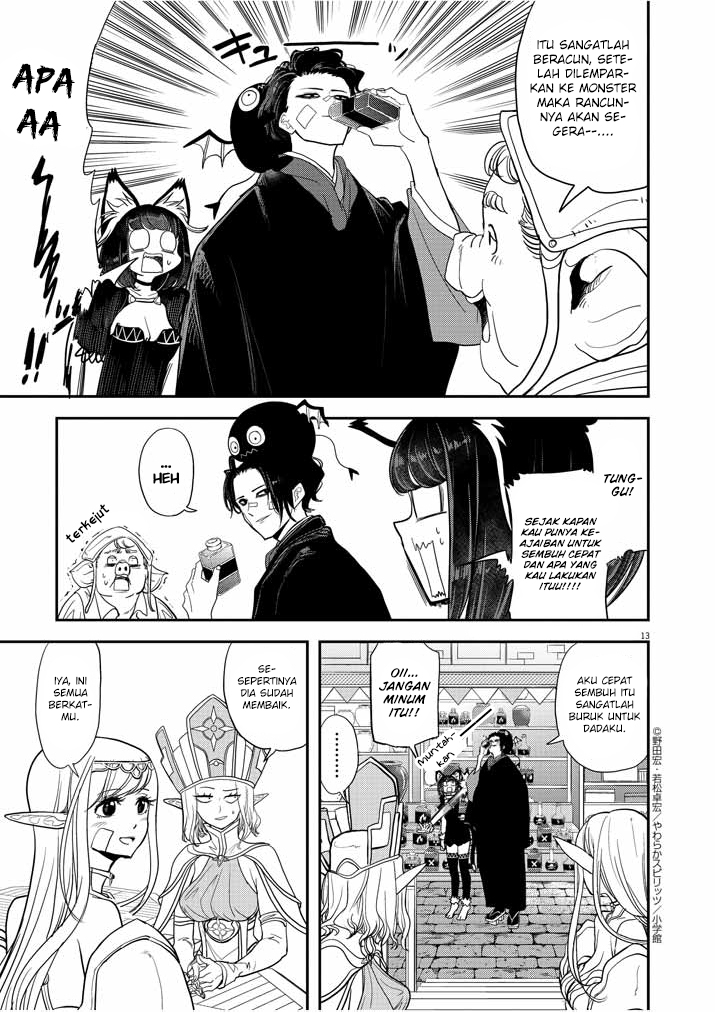 ITU SANGATLAH
BERACUN, SETE-
LAH DILEMPAR-
KAN KE MONSTER
MAKA RANCUN-
NYA AKAN SE-
GERA--....
キュー
APA
AA
!!
TUNG-
GU!
SEJAK KAPAN
KAU PUNYA KE-
AJAIBAN UNTUK
SEMBUH CEPAT
DAN APA YANG
KAU LAKUKAN
ITUU!!!!
...
HEH
terkejut
13
AKU CEPAT
SEMBUH ITU
SANGATLAH
BURUK UNTUK
DADAKU.
OII...
JANGAN
MINUM
ITU!!
Muntah-
kan
SE-
SEPERTINYA
DIA SUDAH
MEMBAIK.
IYA, INI
SEMUA
BERKAT-
MU.
©野田宏・若松卓宏/やわらかスピリッツ/小学館